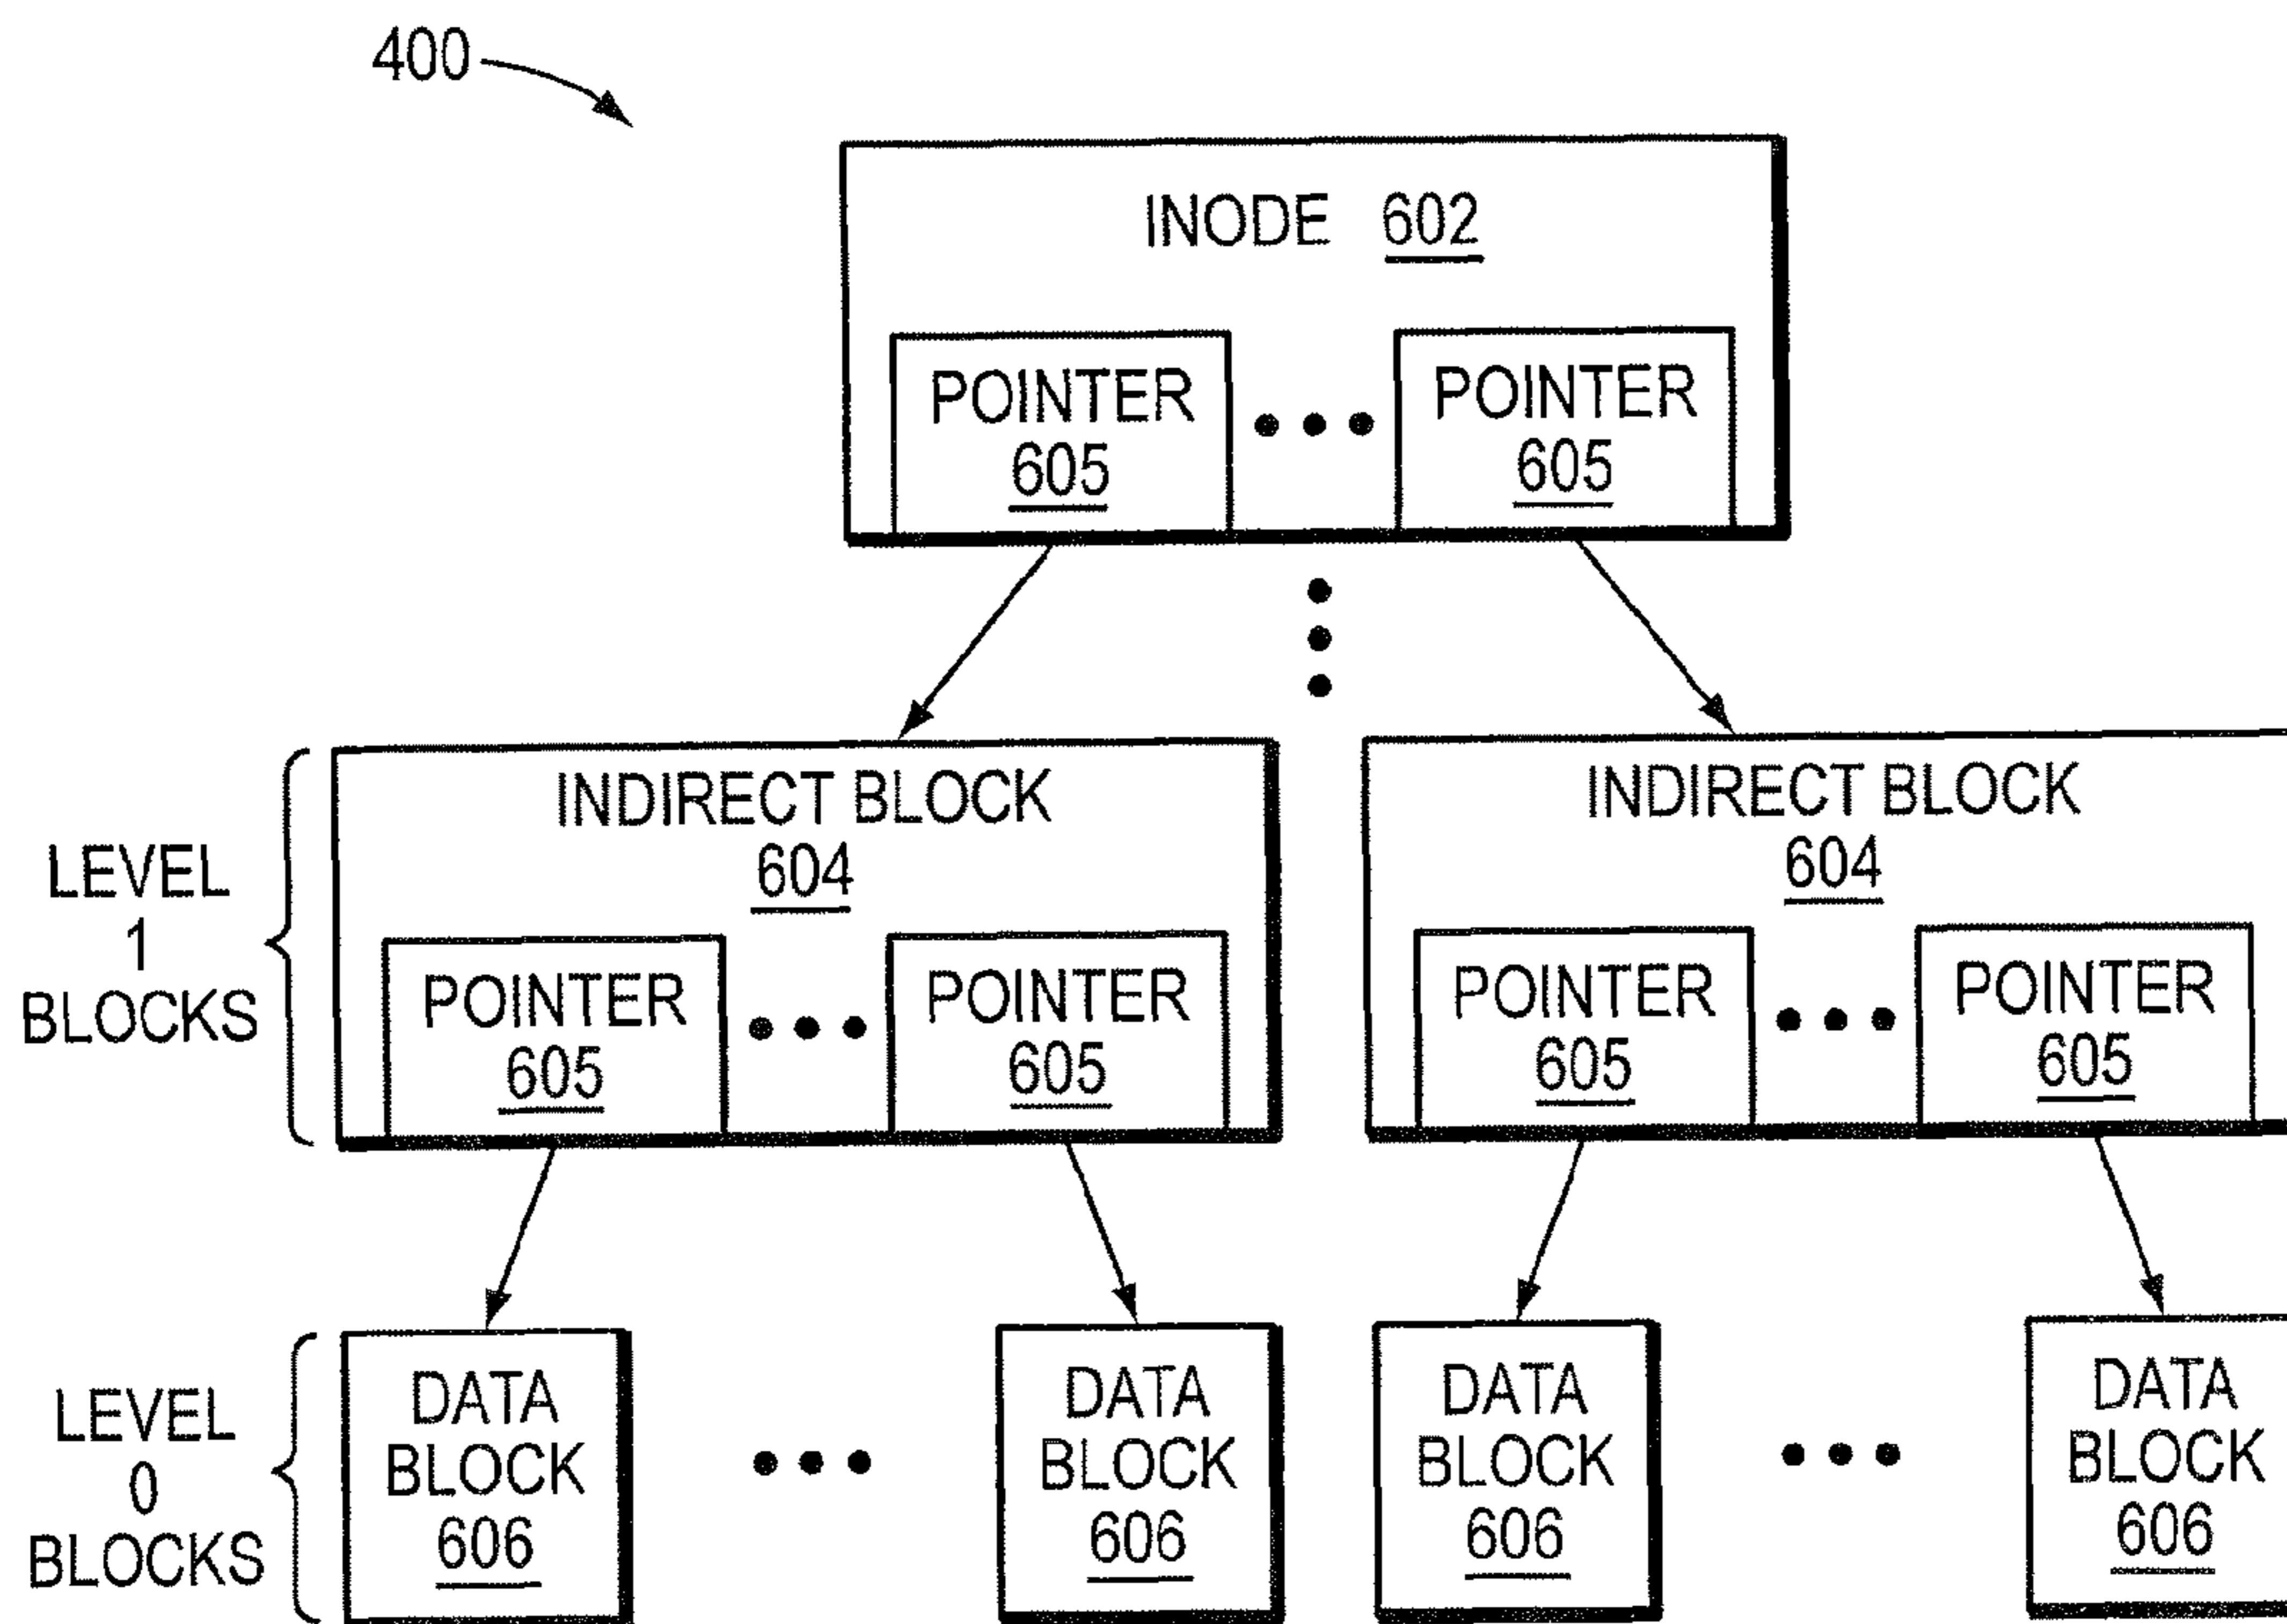 400
INODE 602
POINTER
605
POINTER
605
LEVEL
1
BLOCKS
INDIRECT BLOCK
604
POINTER
605
POINTER
605
INDIRECT BLOCK
604
POINTER
605
POINTER
605
LEVEL
0
BLOCKS
DATA
BLOCK
606
DATA
BLOCK
606
DATA
BLOCK
606
DATA
BLOCK
606